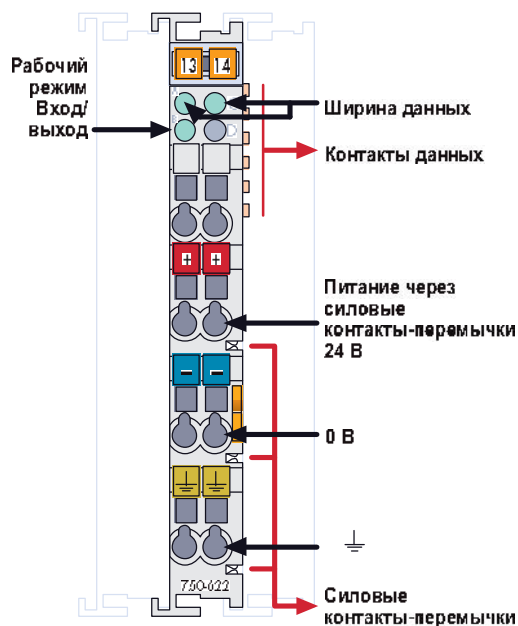 13 14
Рабочий
режим
Вход/
выход
Ширина данных
Контакты данных
+ +
Питание через
силовые
контакты-перемычки
24 В
− −
0 В
750-622
Силовые
контакты-перемычки